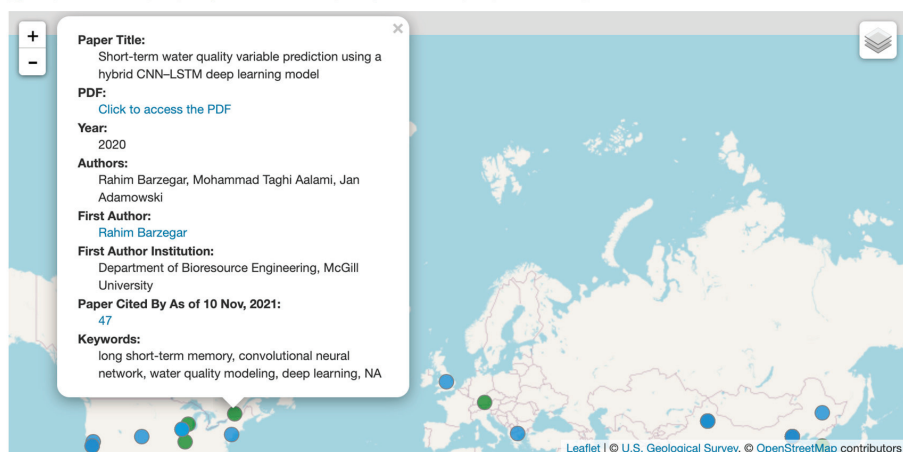 +
−
×
Paper Title:
Short-term water quality variable prediction using a
hybrid CNN–LSTM deep learning model
PDF:
Click to access the PDF
Year:
2020
Authors:
Rahim Barzegar, Mohammad Taghi Aalami, Jan
Adamowski
First Author:
Rahim Barzegar
First Author Institution:
Department of Bioresource Engineering, McGill
University
Paper Cited By As of 10 Nov, 2021:
47
Keywords:
long short-term memory, convolutional neural
network, water quality modeling, deep learning, NA
Leaflet | © U.S. Geological Survey, © OpenStreetMap contributors